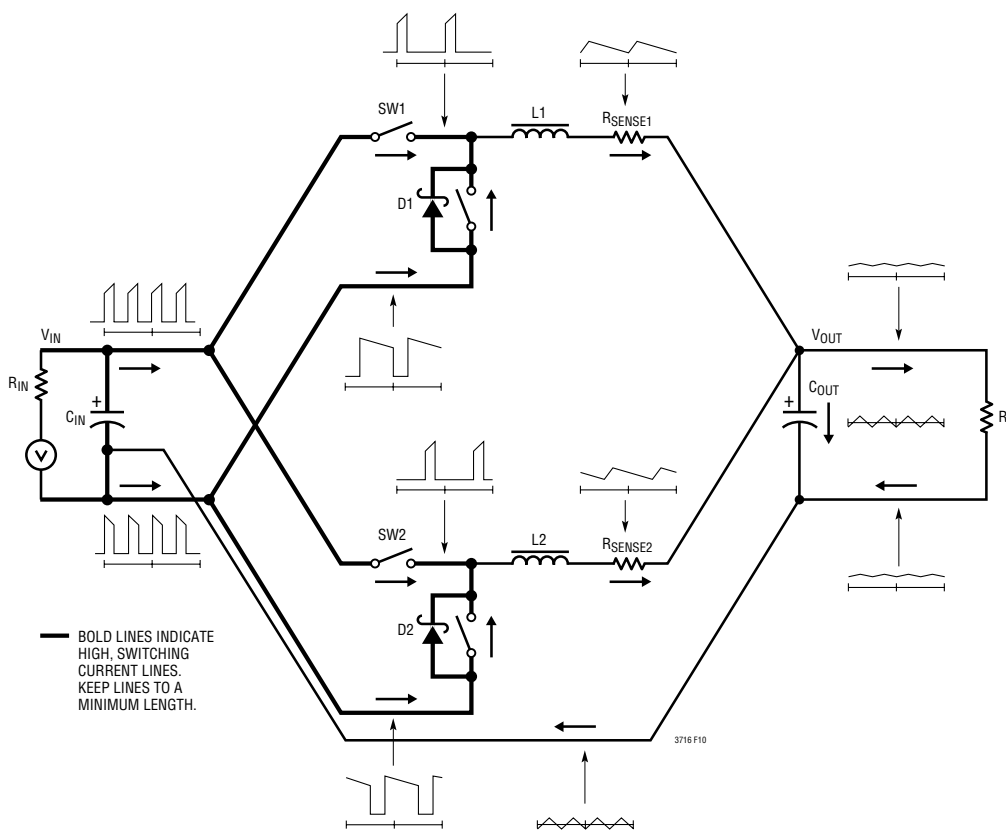 SW1
L1
RSENSE1
D1
VIN
RIN
CIN
+
V
VOUT
COUT
+
R
SW2
L2
RSENSE2
D2
BOLD LINES INDICATE
HIGH, SWITCHING
CURRENT LINES.
KEEP LINES TO A
MINIMUM LENGTH.
3716 F10